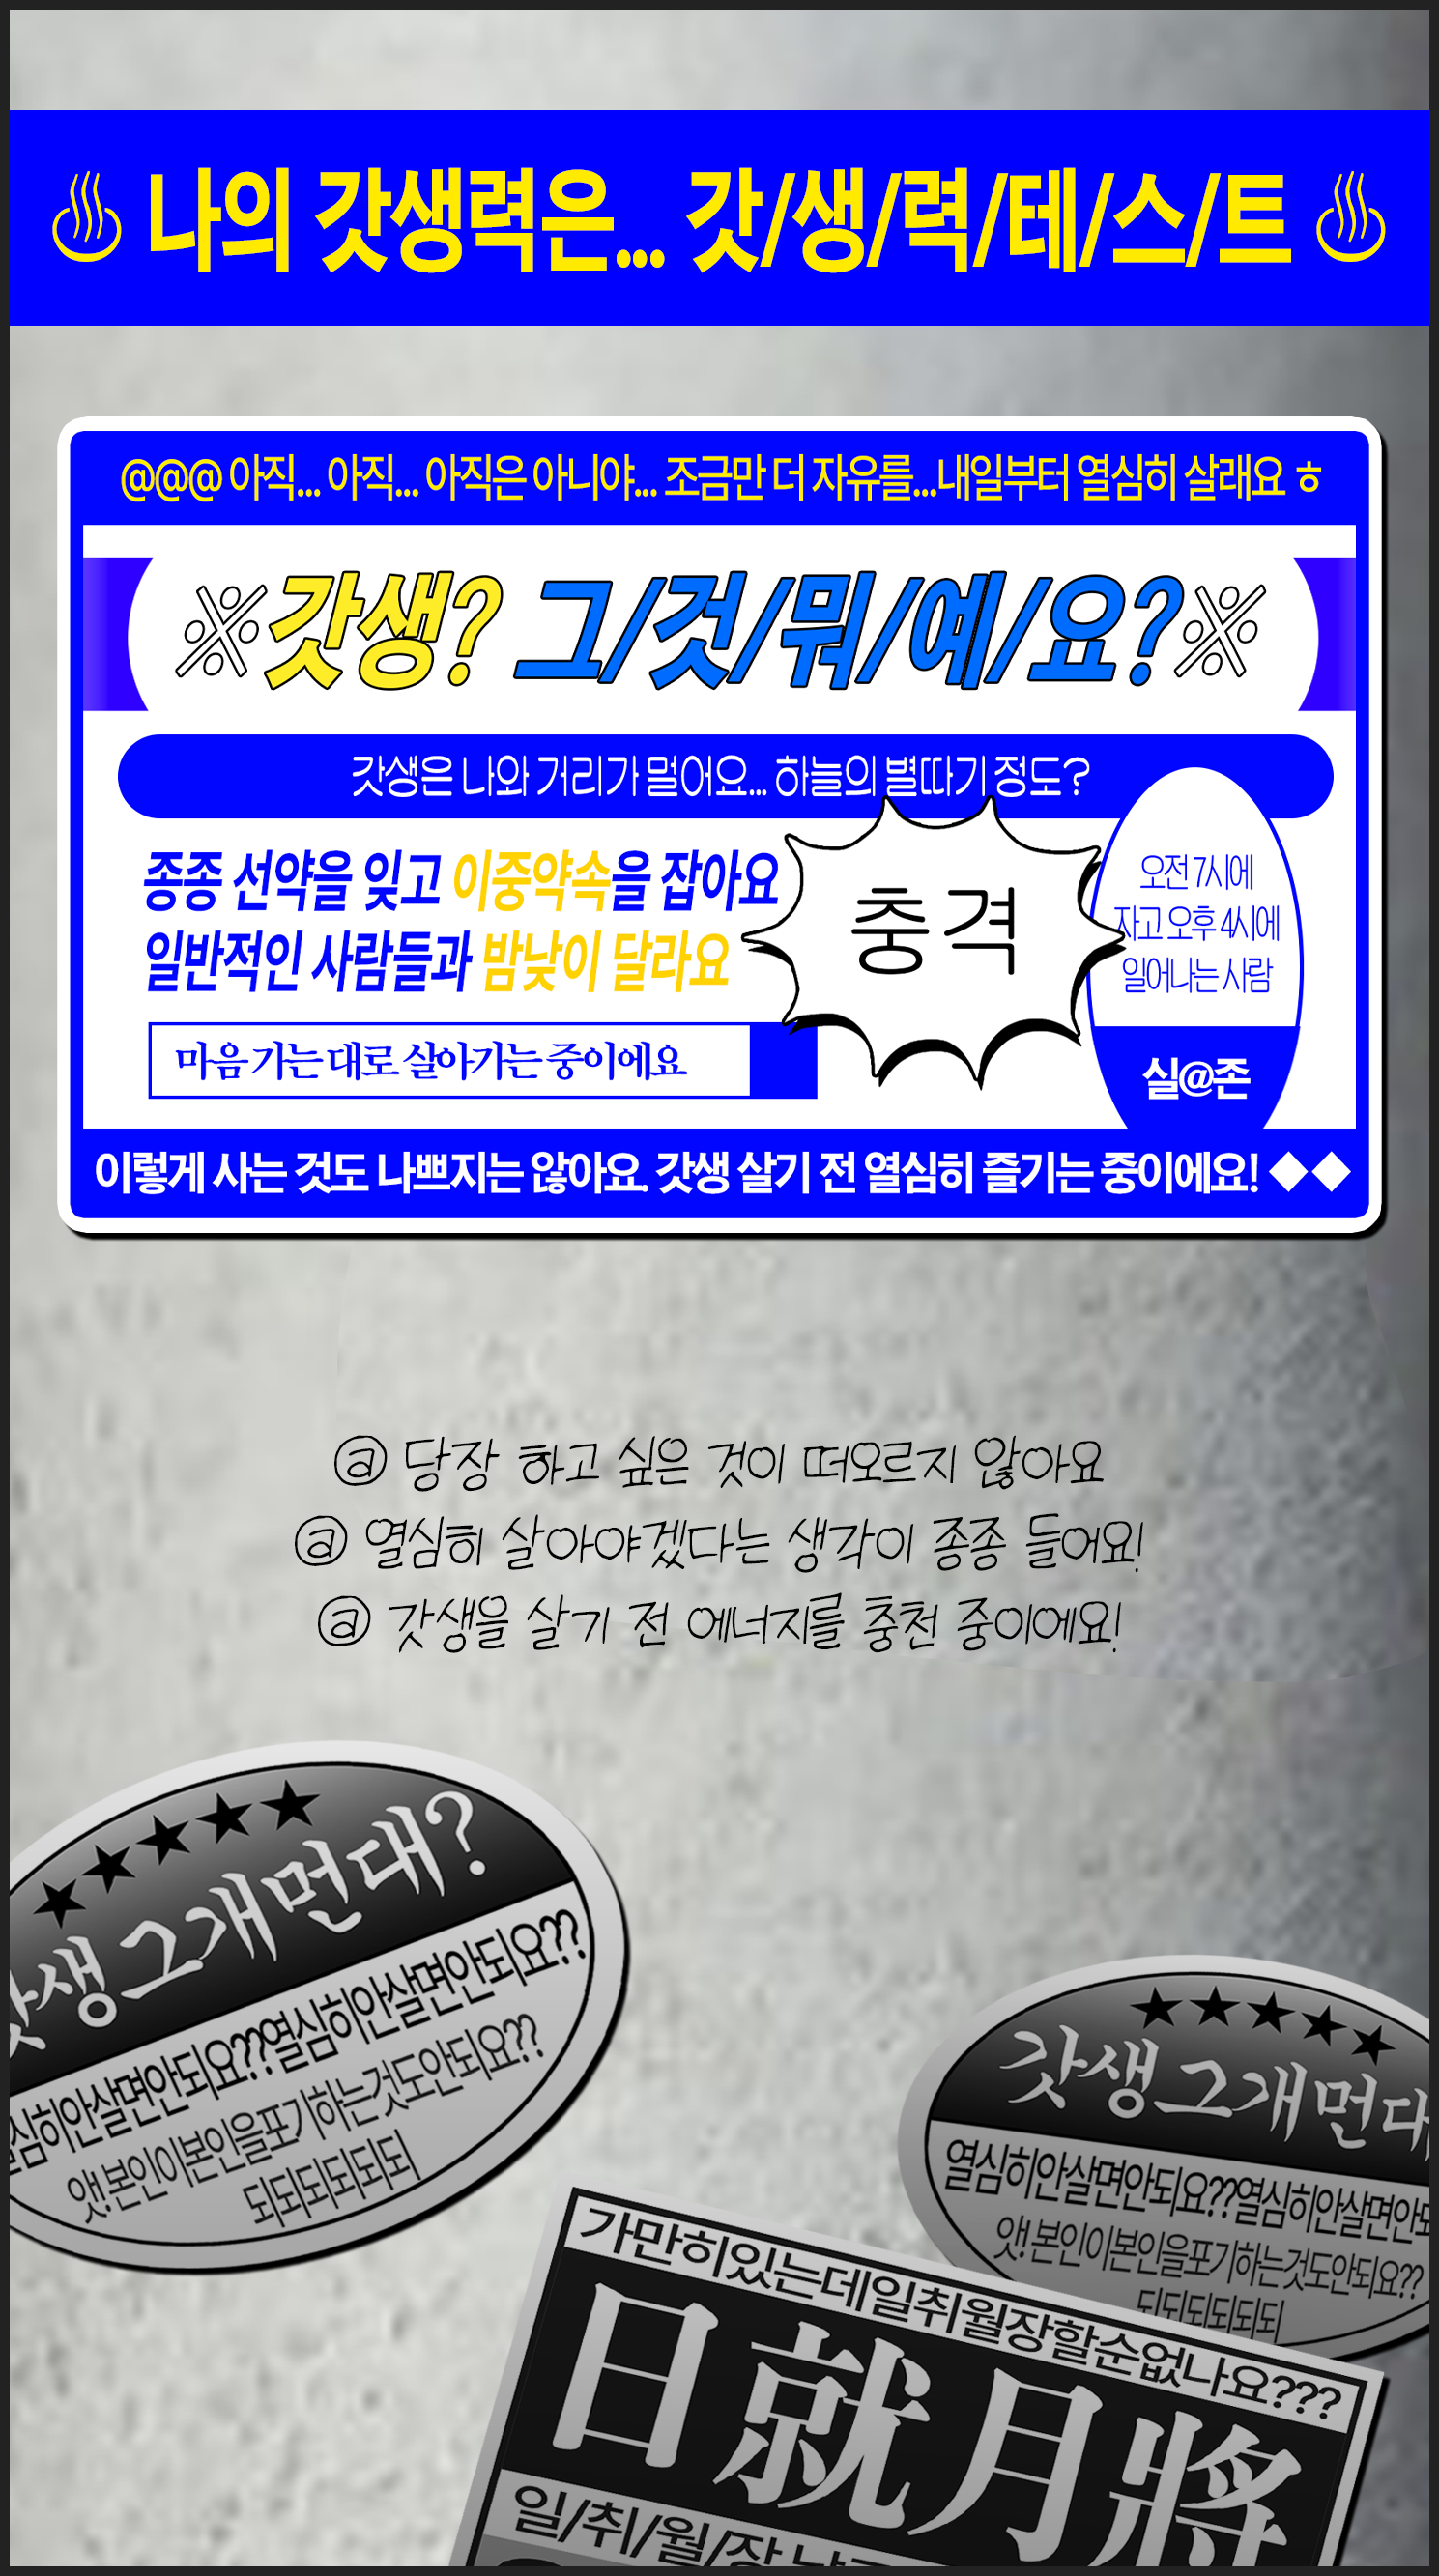 ♨ 나의 갓생력은... 갓/생/력/테/스/트 ♨
@@@ 아직... 아직... 아직은 아니야... 조금만 더 자유를...내일부터 열심히 살래요 ㅎ
※갓생? 그/것/뭐/예/요?※
갓생은 나와 거리가 멀어요... 하늘의 별따기 정도?
종종 선약을 잊고 이중약속을 잡아요
일반적인 사람들과 밤낮이 달라요
마음 가는 대로 살아가는 중이에요
충격
오전 7시에
자고 오후 4시에
일어나는 사람
실@존
이렇게 사는 것도 나쁘지는 않아요. 갓생 살기 전 열심히 즐기는 중이에요! ◆◆
@ 당장 하고 싶은 것이 떠오르지 않아요
@ 열심히 살아야겠다는 생각이 종종 들어요!
@ 갓생을 살기 전 에너지를 충전 중이에요!
★★★★★
갓생 그개 먼대?
심히안살면안되요??열심히안살면안되요??
앗! 본인이본인을포기하는것도안되요??
되되되되되되
★★★★★
갓생 그개 먼대
열심히안살면안되요??열심히안살면안되
앗! 본인이본인을포기하는것도안되요??
되되되되되되
가만히있는데일취월장할순없나요???
日就月將
일/취/월/장